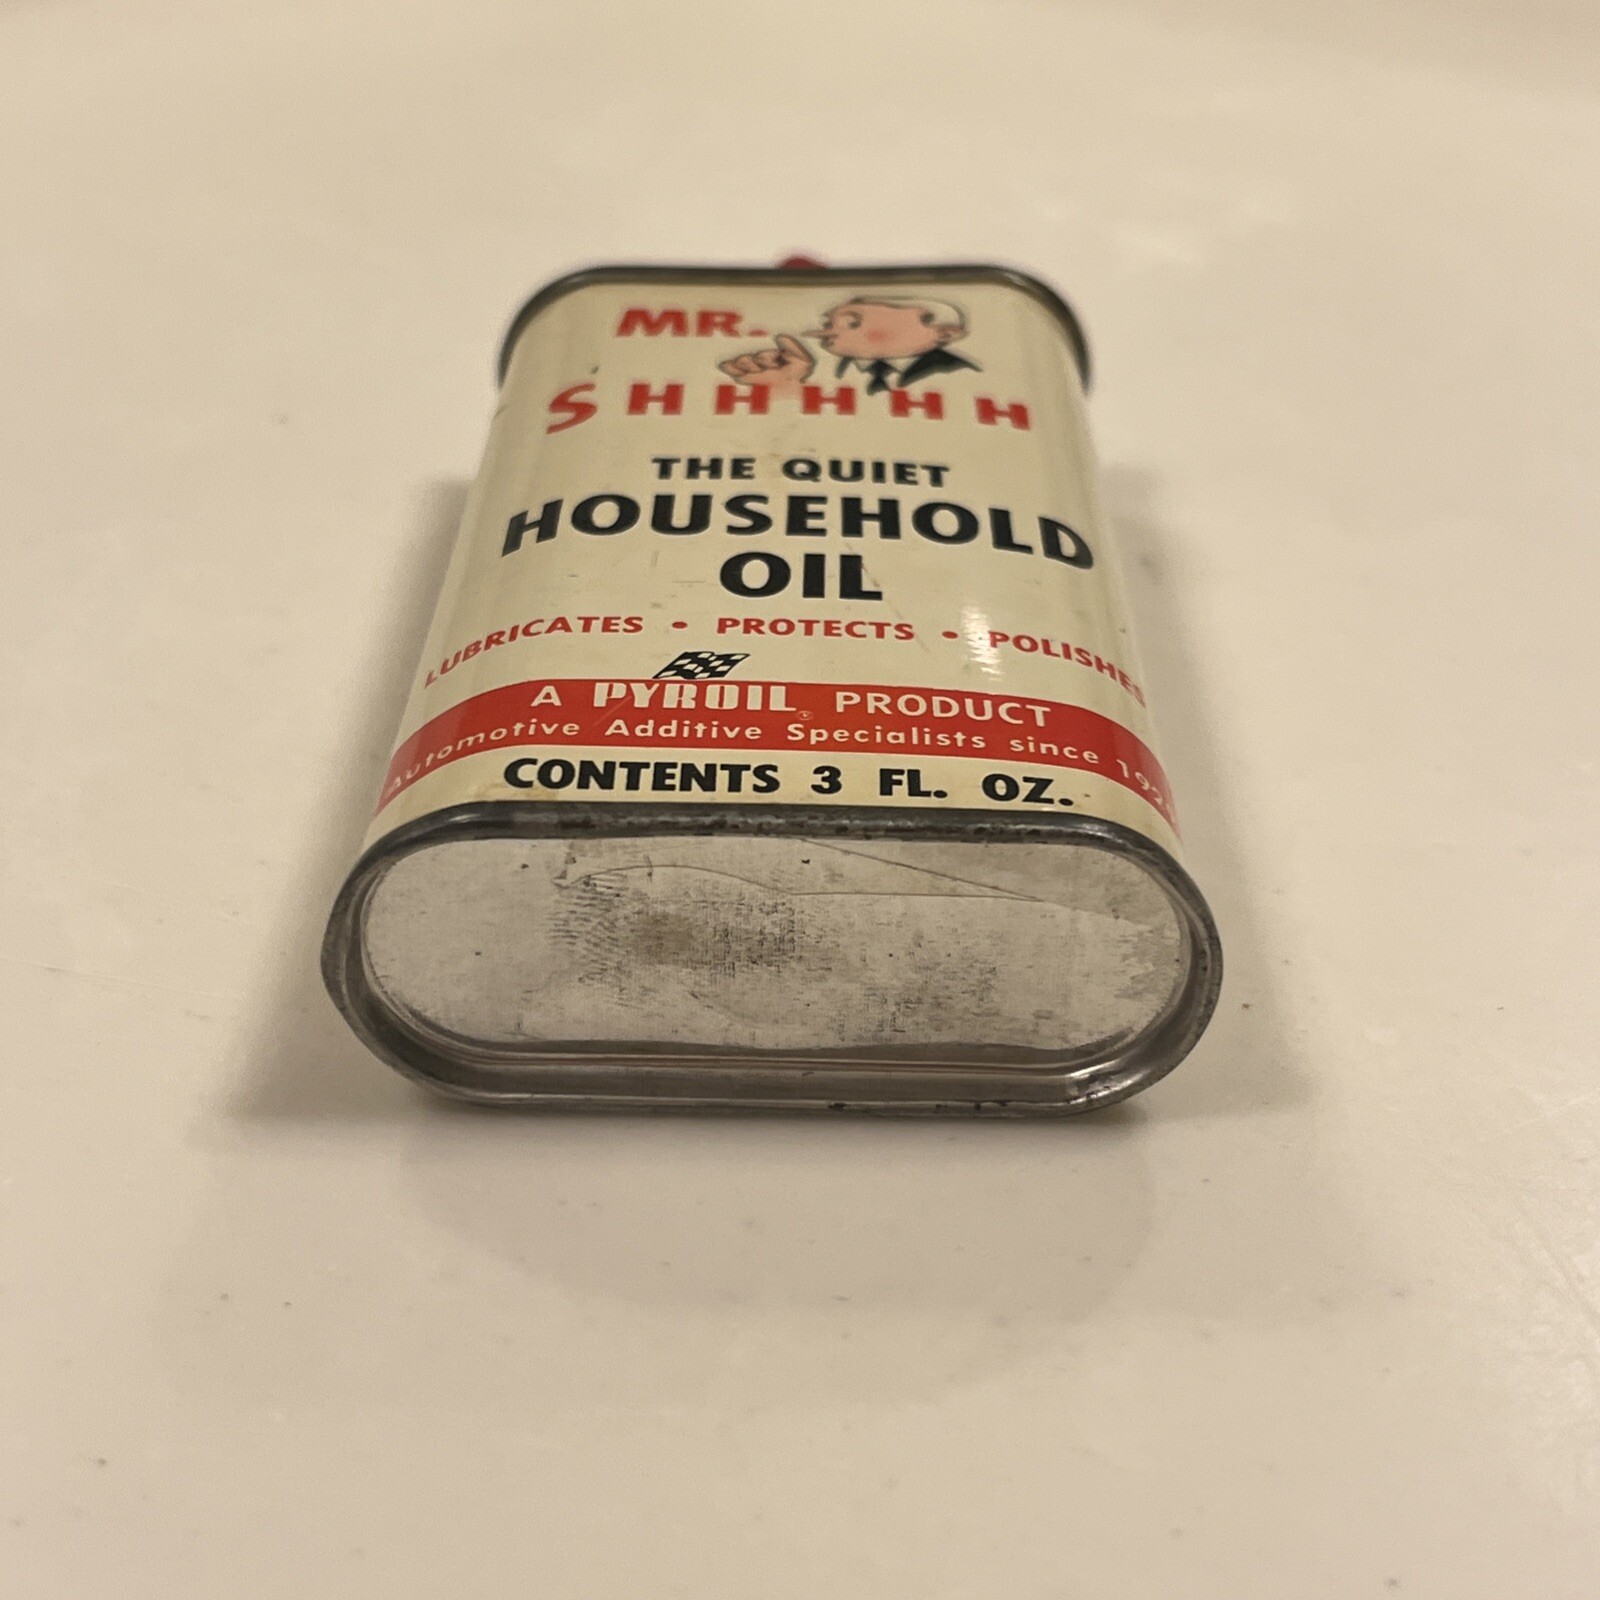 MR.
SHHHHH
THE QUIET
HOUSEHOLD
OIL
LUBRICATES • PROTECTS • POLISHES
A PYROIL® PRODUCT
Automotive Additive Specialists since
CONTENTS 3 FL. OZ.